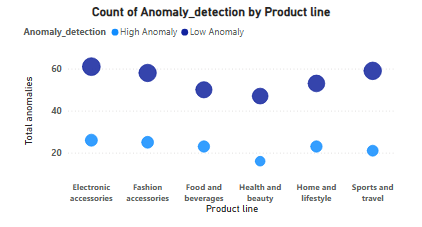 Count of Anomaly_detection by Product line
Anomaly_detection High Anomaly Low Anomaly
Total anomalies
60
40
20
Electronic accessories
Fashion accessories
Food and beverages
Health and beauty
Home and lifestyle
Sports and travel
Product line